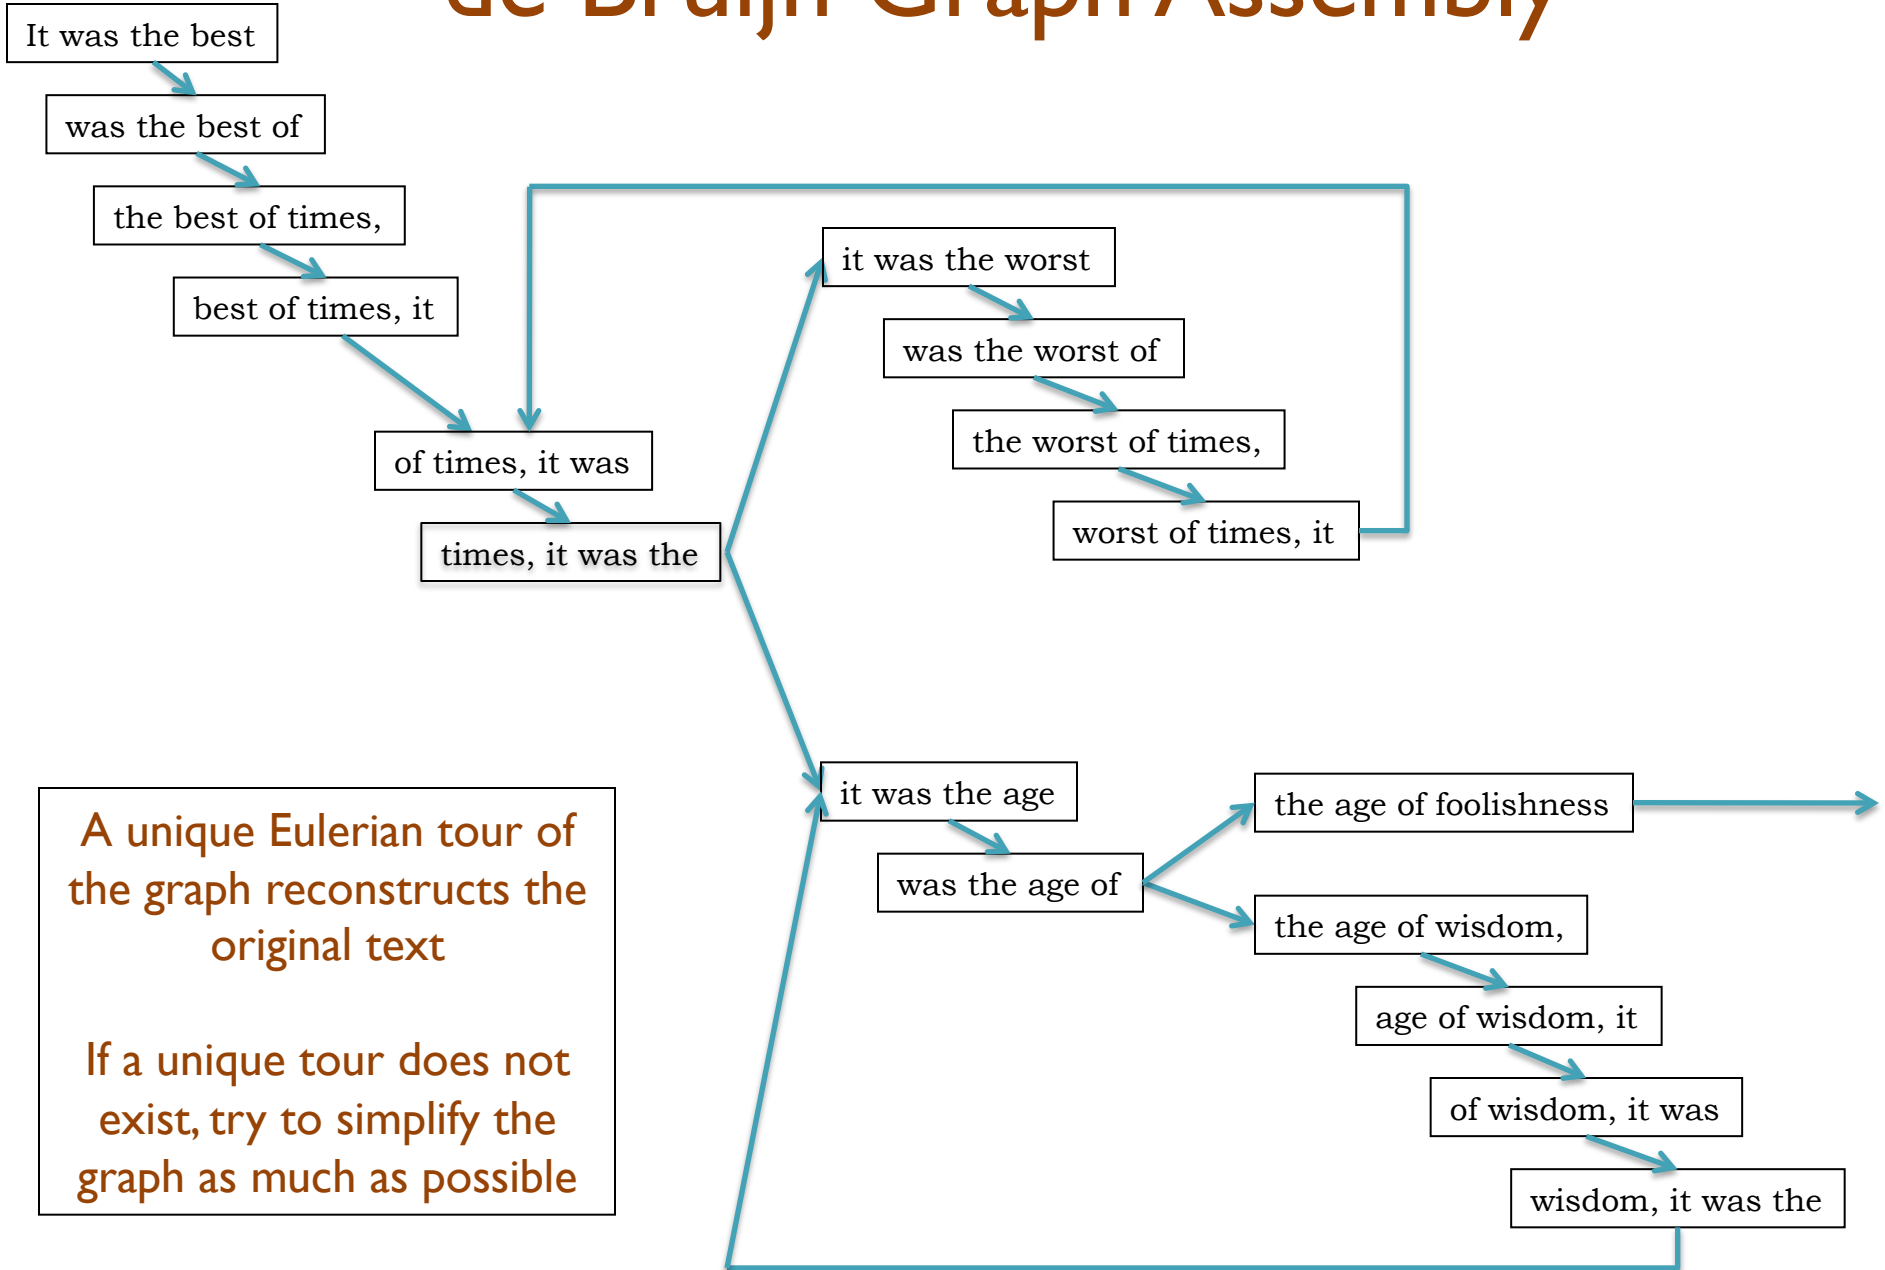 de Bruijn Graph Assembly
It was the best
was the best of
the best of times,
best of times, it
of times, it was
times, it was the
it was the worst
was the worst of
the worst of times,
worst of times, it
it was the age
was the age of
the age of foolishness
the age of wisdom,
age of wisdom, it
of wisdom, it was
wisdom, it was the
A unique Eulerian tour of
the graph reconstructs the
original text
If a unique tour does not
exist, try to simplify the
graph as much as possible